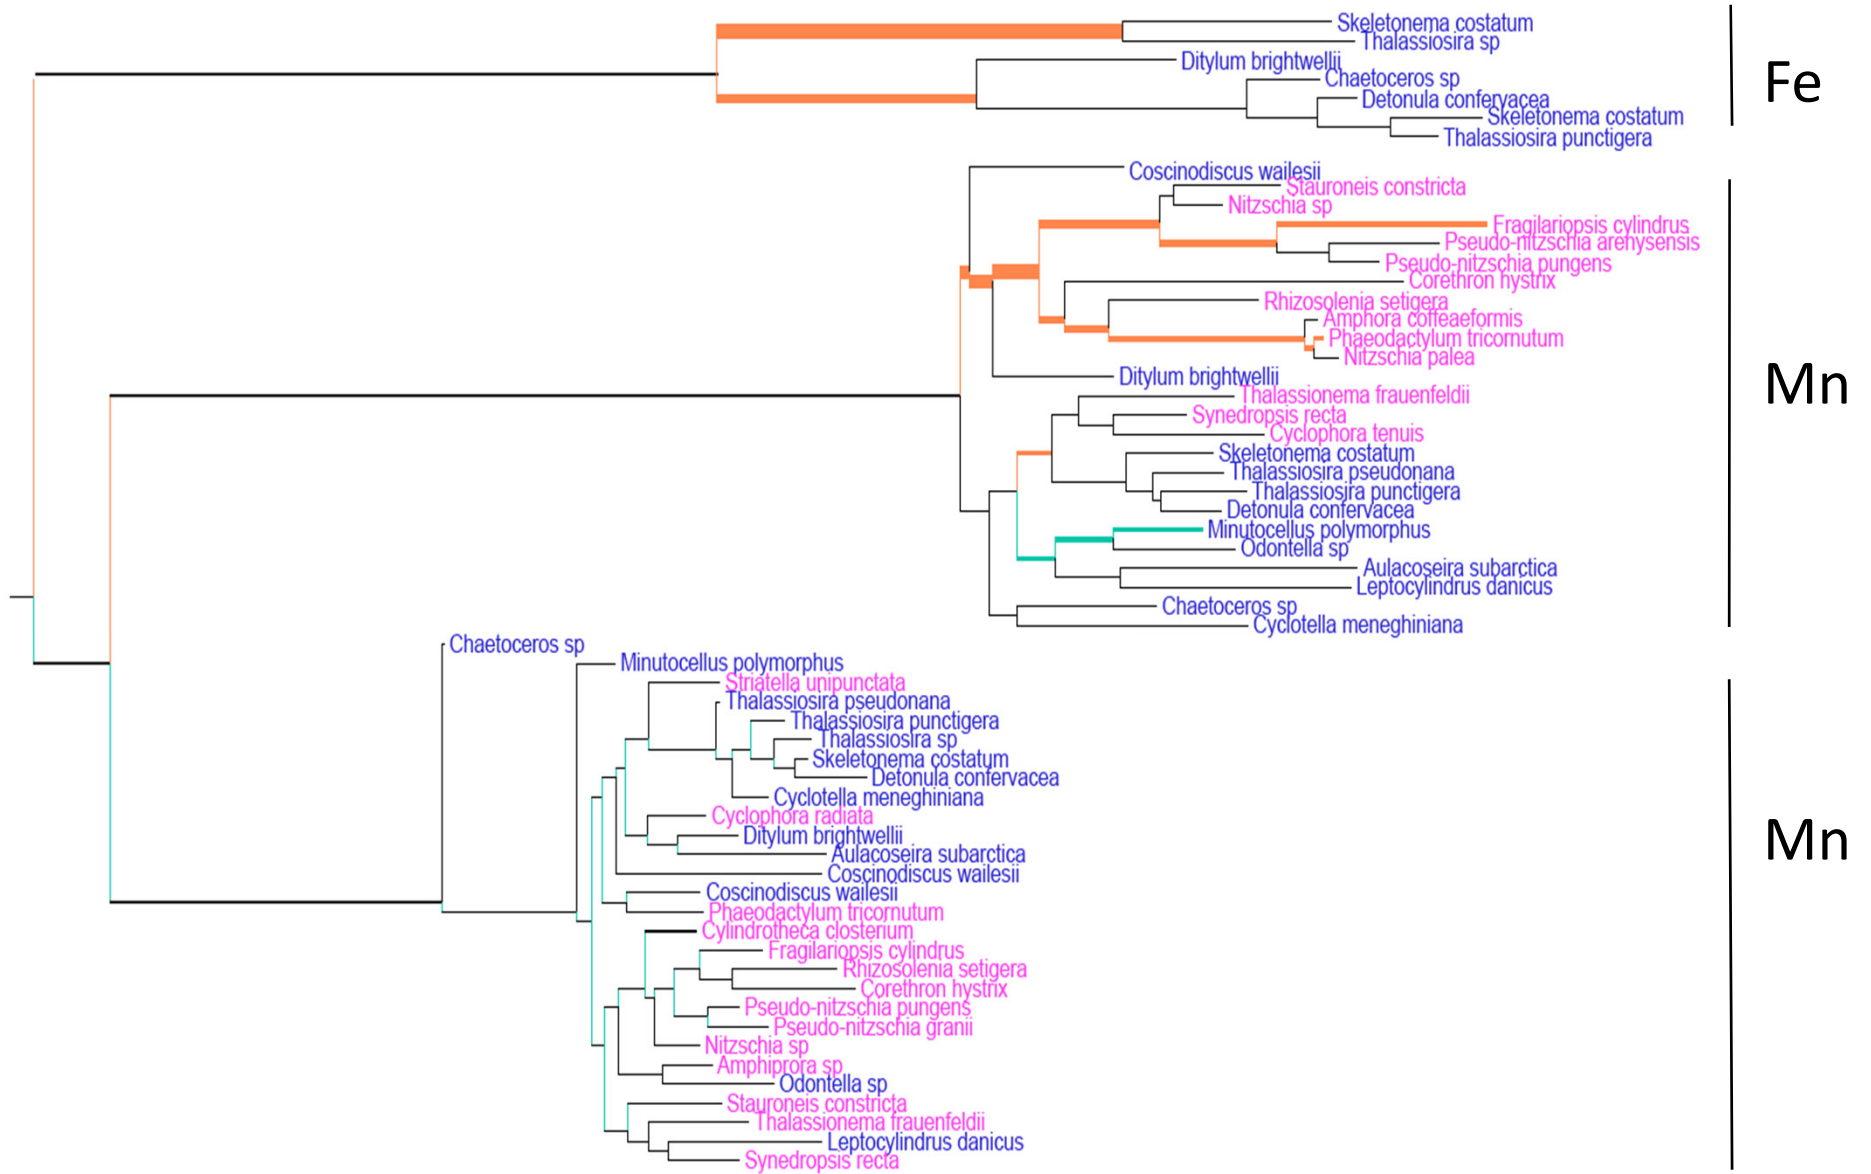 Skeletonema costatum
Thalassiosira sp
Ditylum brightwellii
Chaetoceros sp
Detonula confervacea
Skeletonema costatum
Thalassiosira punctigera
Fe
Coscinodiscus wailesii
Stauroneis constricta
Nitzschia sp
Fragilariopsis cylindrus
Pseudo-nitzschia arenysensis
Pseudo-nitzschia pungens
Corethron hystrix
Rhizosolenia setigera
Amphora coffeaeformis
Phaeodactylum tricornutum
Nitzschia palea
Ditylum brightwellii
Thalassionema frauenfeldii
Synedropsis recta
Cyclophora tenuis
Skeletonema costatum
Thalassiosira pseudonana
Thalassiosira punctigera
Detonula confervacea
Minutocellus polymorphus
Odontella sp
Aulacoseira subarctica
Leptocylindrus danicus
Chaetoceros sp
Cyclotella meneghiniana
Mn
Chaetoceros sp
Minutocellus polymorphus
Striatella unipunctata
Thalassiosira pseudonana
Thalassiosira punctigera
Thalassiosira sp
Skeletonema costatum
Detonula confervacea
Cyclotella meneghiniana
Cyclophora radiata
Ditylum brightwellii
Aulacoseira subarctica
Coscinodiscus wailesii
Coscinodiscus wailesii
Phaeodactylum tricornutum
Cylindrotheca closterium
Fragilariopsis cylindrus
Rhizosolenia setigera
Corethron hystrix
Pseudo-nitzschia pungens
Pseudo-nitzschia granii
Nitzschia sp
Amphiprora sp
Odontella sp
Stauroneis constricta
Thalassionema frauenfeldii
Leptocylindrus danicus
Synedropsis recta
Mn